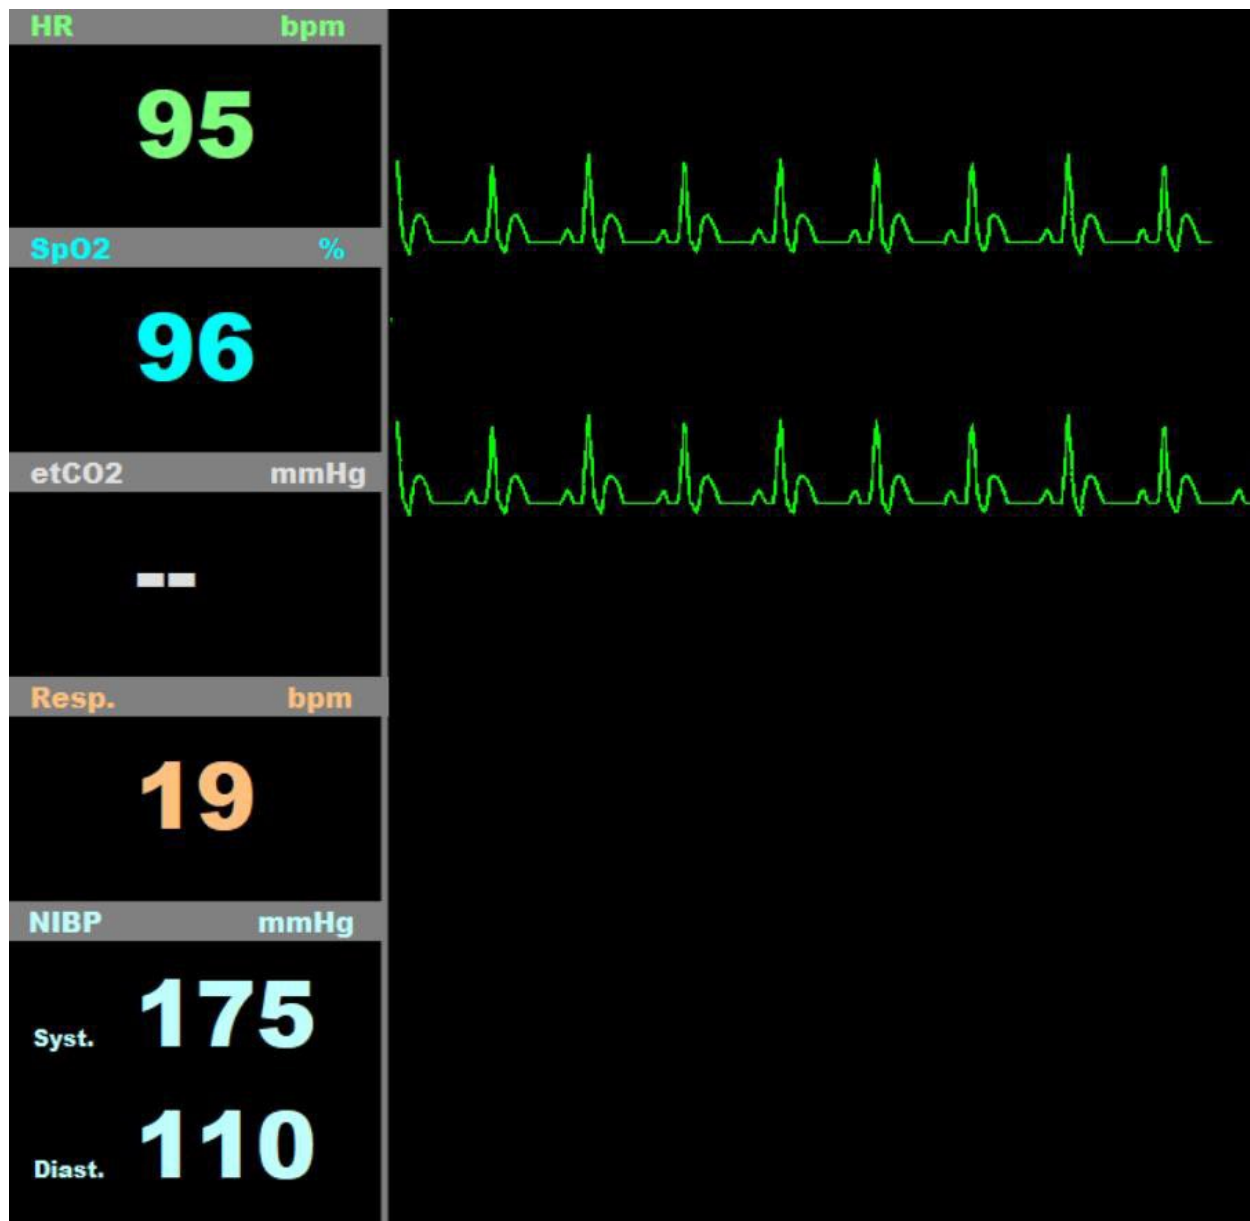 HR bpm
95
SpO2 %
96
etCO2 mmHg
--
Resp. bpm
19
NIBP mmHg
Syst. 175
Diast. 110